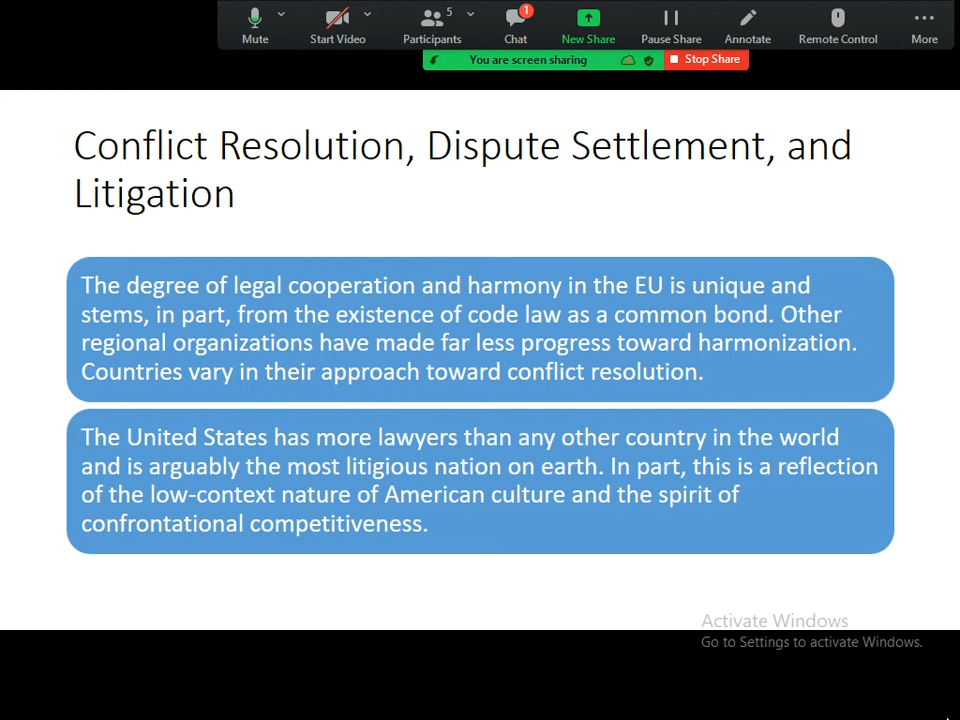 5
1
Mute
Start Video
Participants
Chat
New Share
Pause Share
Annotate
Remote Control
More
You are screen sharing
Stop Share
Conflict Resolution, Dispute Settlement, and
Litigation
The degree of legal cooperation and harmony in the EU is unique and
stems, in part, from the existence of code law as a common bond. Other
regional organizations have made far less progress toward harmonization.
Countries vary in their approach toward conflict resolution.
The United States has more lawyers than any other country in the world
and is arguably the most litigious nation on earth. In part, this is a reflection
of the low-context nature of American culture and the spirit of
confrontational competitiveness.
Activate Windows
Go to Settings to activate Windows.